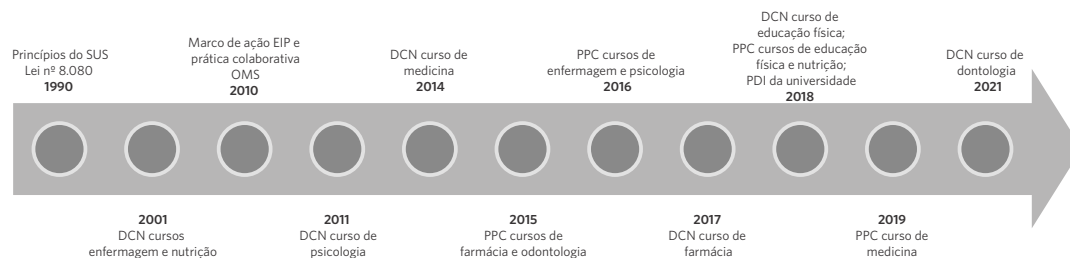 Princípios do SUS
Lei nº 8.080
1990
Marco de ação EIP e
prática colaborativa
OMS
2010
DCN curso de
medicina
2014
PPC cursos de
enfermagem e psicologia
2016
DCN curso de
educação física;
PPC cursos de educação
física e nutrição;
PDI da universidade
2018
DCN curso de
dontologia
2021
2001
DCN cursos
enfermagem e nutrição
2011
DCN curso de
psicologia
2015
PPC cursos de
farmácia e odontologia
2017
DCN curso de
farmácia
2019
PPC curso de
medicina